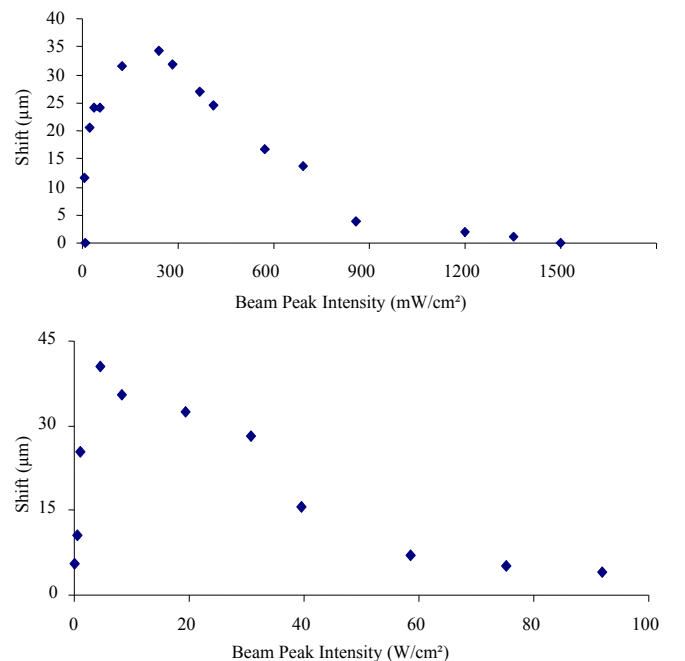 40
35
30
25
20
15
10
5
0
Shift (μm)
0 300 600 900 1200 1500
Beam Peak Intensity (mW/cm²)
45
30
15
0
Shift (μm)
0 20 40 60 80 100
Beam Peak Intensity (W/cm²)